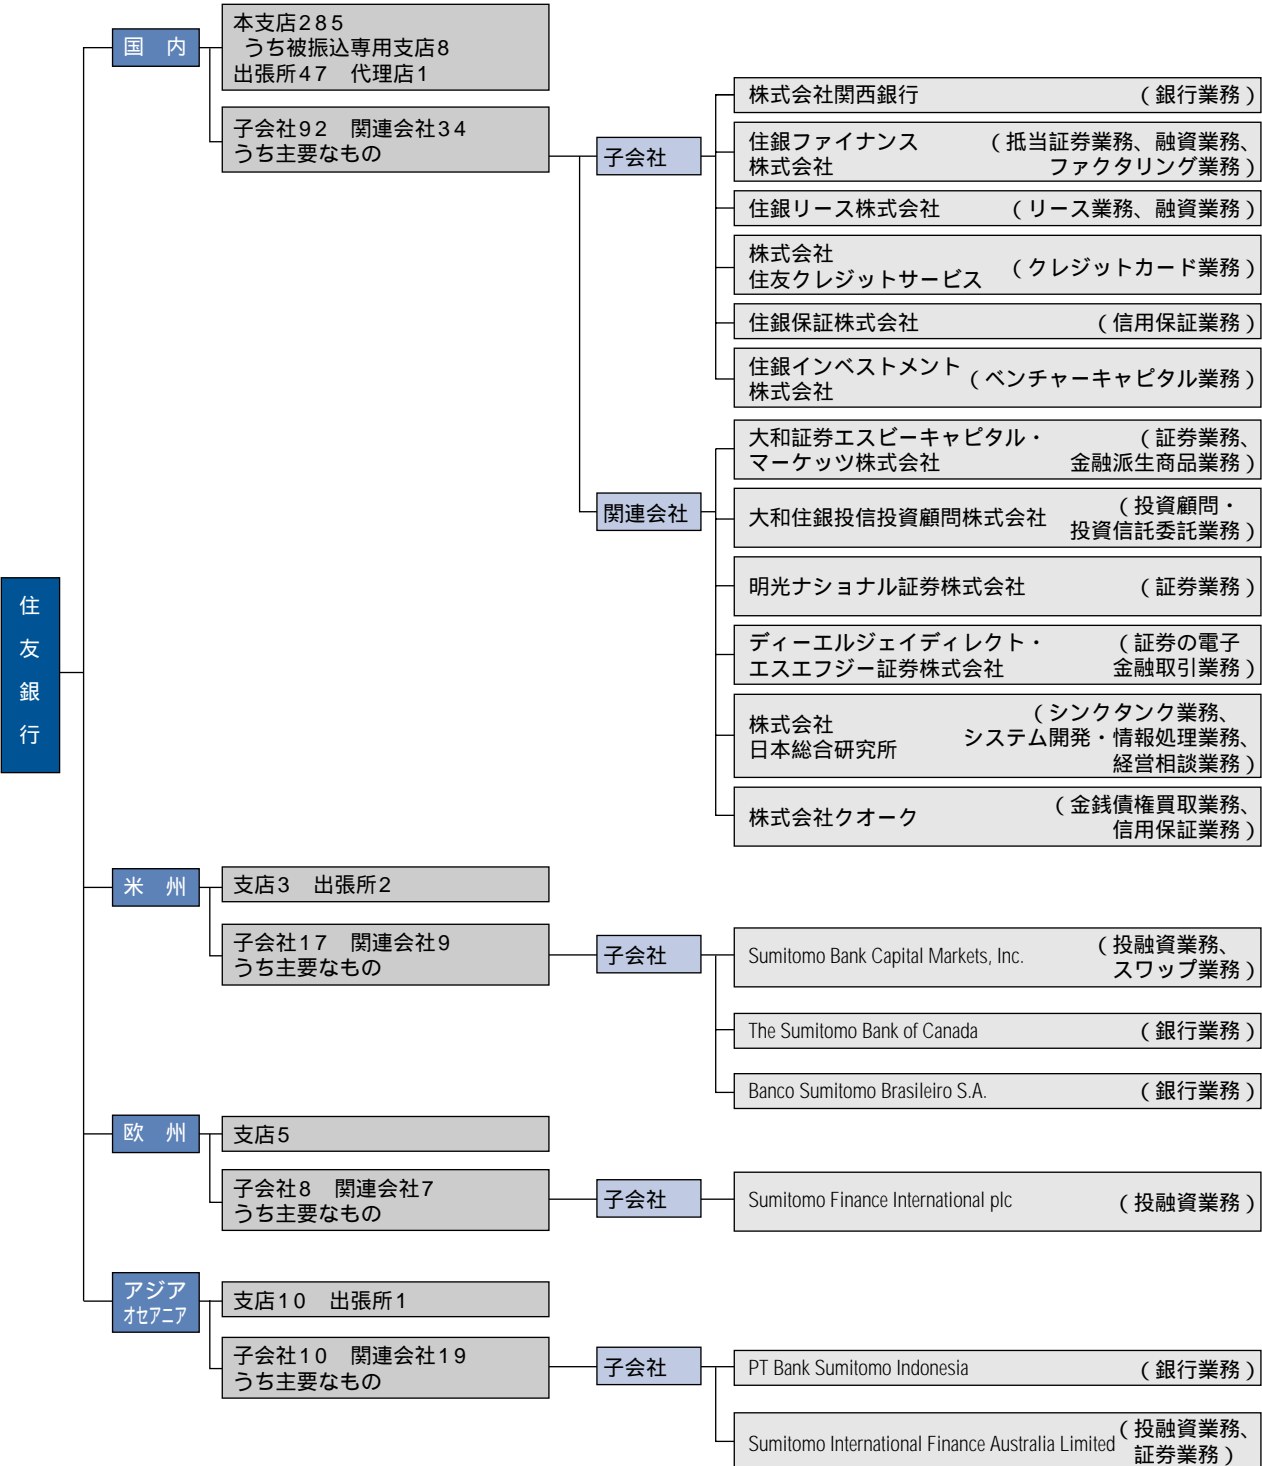 住友銀行
国　内
本支店285
うち被振込専用支店8
出張所47　代理店1
子会社92　関連会社34
うち主要なもの
子会社
株式会社関西銀行　（銀行業務）
住銀ファイナンス　（抵当証券業務、融資業務、
株式会社　ファクタリング業務）
住銀リース株式会社　（リース業務、融資業務）
株式会社
住友クレジットサービス　（クレジットカード業務）
住銀保証株式会社　（信用保証業務）
住銀インベストメント
株式会社　（ベンチャーキャピタル業務）
関連会社
大和証券エスビーキャピタル・　（証券業務、
マーケッツ株式会社　金融派生商品業務）
大和住銀投信投資顧問株式会社　（投資顧問・
投資信託委託業務）
明光ナショナル証券株式会社　（証券業務）
ディーエルジェイディレクト・　（証券の電子
エスエフジー証券株式会社　金融取引業務）
株式会社
日本総合研究所
（シンクタンク業務、
システム開発・情報処理業務、
経営相談業務）
株式会社クオーク　（金銭債権買取業務、
信用保証業務）
米　州
支店3　出張所2
子会社17　関連会社9
うち主要なもの
子会社
Sumitomo Bank Capital Markets, Inc.　（投融資業務、
スワップ業務）
The Sumitomo Bank of Canada　（銀行業務）
Banco Sumitomo Brasileiro S.A.　（銀行業務）
欧　州
支店5
子会社8　関連会社7
うち主要なもの
子会社
Sumitomo Finance International plc　（投融資業務）
アジア
オセアニア
支店10　出張所1
子会社10　関連会社19
うち主要なもの
子会社
PT Bank Sumitomo Indonesia　（銀行業務）
Sumitomo International Finance Australia Limited　（投融資業務、
証券業務）